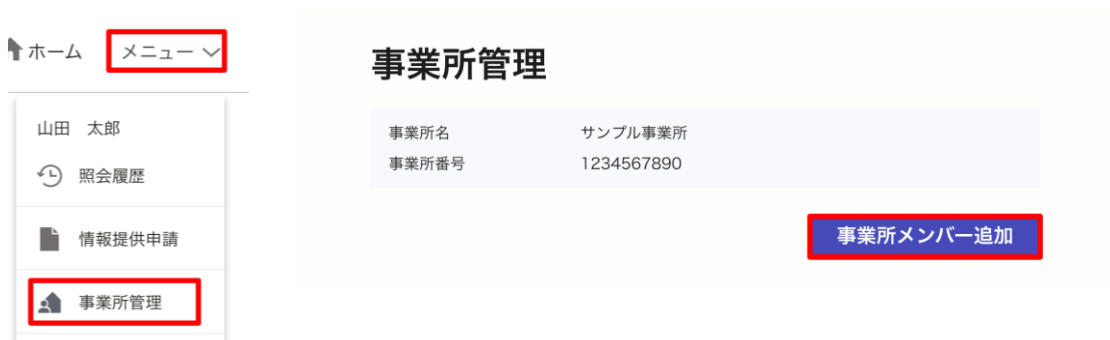 ホーム メニュー
山田 太郎
照会履歴
情報提供申請
事業所管理
事業所管理
事業所名 サンプル事業所
事業所番号 1234567890
事業所メンバー追加